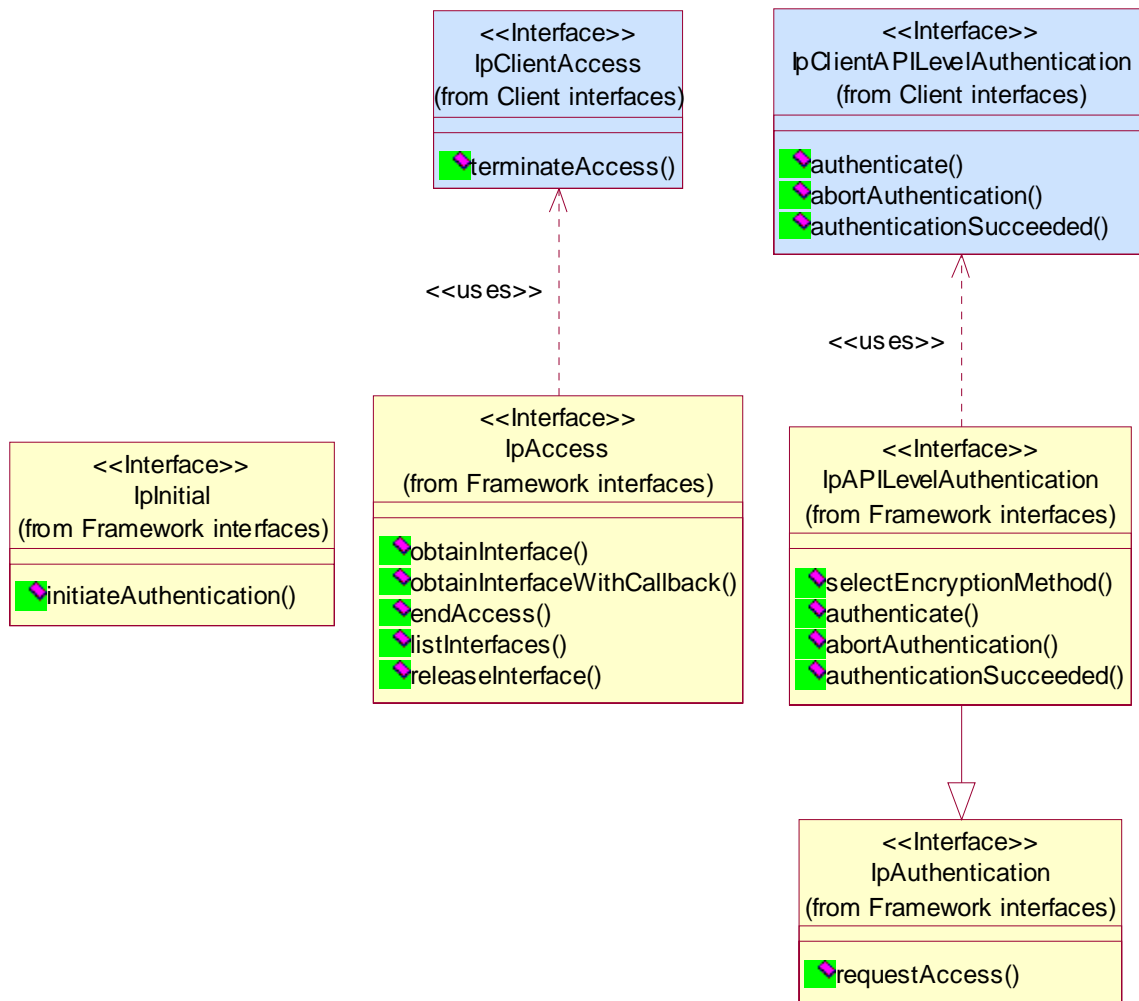 <<Interface>>
IpClientAccess
(from Client interfaces)
terminateAccess()
<<Interface>>
IpClientAPILevelAuthentication
(from Client interfaces)
authenticate()
abortAuthentication()
authenticationSucceeded()
<<uses>>
<<uses>>
<<Interface>>
IpInitial
(from Framework interfaces)
initiateAuthentication()
<<Interface>>
IpAccess
(from Framework interfaces)
obtainInterface()
obtainInterfaceWithCallback()
endAccess()
listInterfaces()
releaseInterface()
<<Interface>>
IpAPILevelAuthentication
(from Framework interfaces)
selectEncryptionMethod()
authenticate()
abortAuthentication()
authenticationSucceeded()
<<Interface>>
IpAuthentication
(from Framework interfaces)
requestAccess()